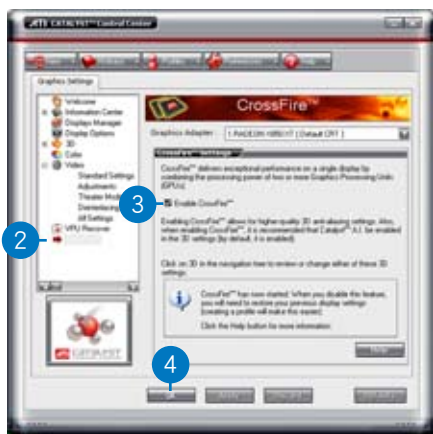 ATI CATALYST™ Control Center
Graphics Settings
Welcome
Information Center
Displays Manager
Display Options
3D
Color
Video
Standard Settings
Adjustments
Theater Mode
Deinterlacing
All Settings
VPU Recover
2
CrossFire™
Graphics Adapter:
CrossFire™ Settings
CrossFire™ delivers exceptional performance on a single display by
combining the processing power of two or more Graphics Processing Units
(GPUs).
3
Enable CrossFire™
Enabling CrossFire™ allows for higher-quality 3D anti-aliasing settings. Also,
when enabling CrossFire™, it is recommended that Catalyst™ A.I. be enabled
in the 3D settings (by default, it is enabled).
Click on 3D in the navigation tree to review or change either of these 3D
settings.
CrossFire™ has now started. When you disable this feature,
you will need to restore your previous display settings
(creating a profile will make this easier).
Click the Help button for more information.
CATALYST
4
OK